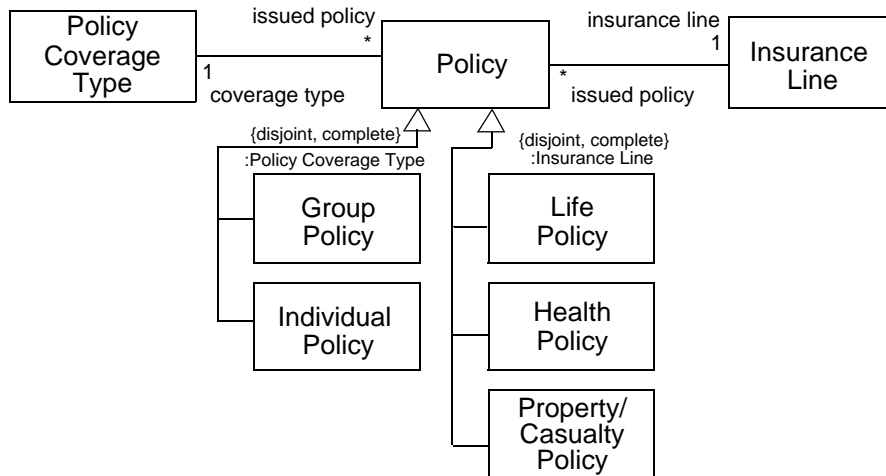 Policy
Coverage
Type
issued policy
*
1
coverage type
Policy
insurance line
1
*
issued policy
Insurance
Line
{disjoint, complete}
:Policy Coverage Type
Group
Policy
Individual
Policy
{disjoint, complete}
:Insurance Line
Life
Policy
Health
Policy
Property/
Casualty
Policy